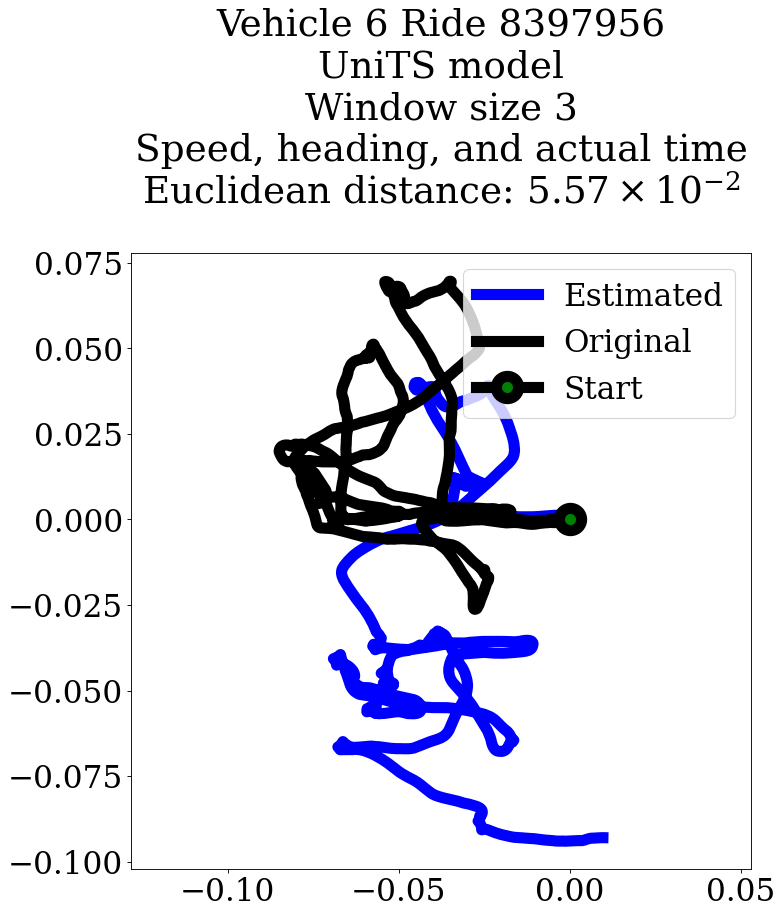 Vehicle 6 Ride 8397956
UniTS model
Window size 3
Speed, heading, and actual time
Euclidean distance: 5.57 × 10⁻²
0.075
0.050
0.025
0.000
−0.025
−0.050
−0.075
−0.100
Estimated
Original
Start
−0.10
−0.05
0.00
0.05